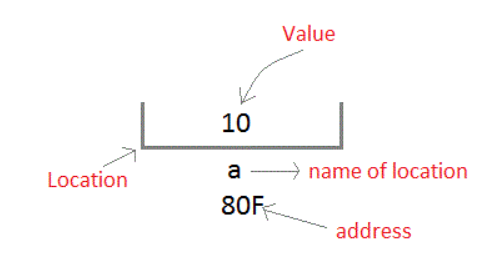 Value
10
Location
a
name of location
80F
address